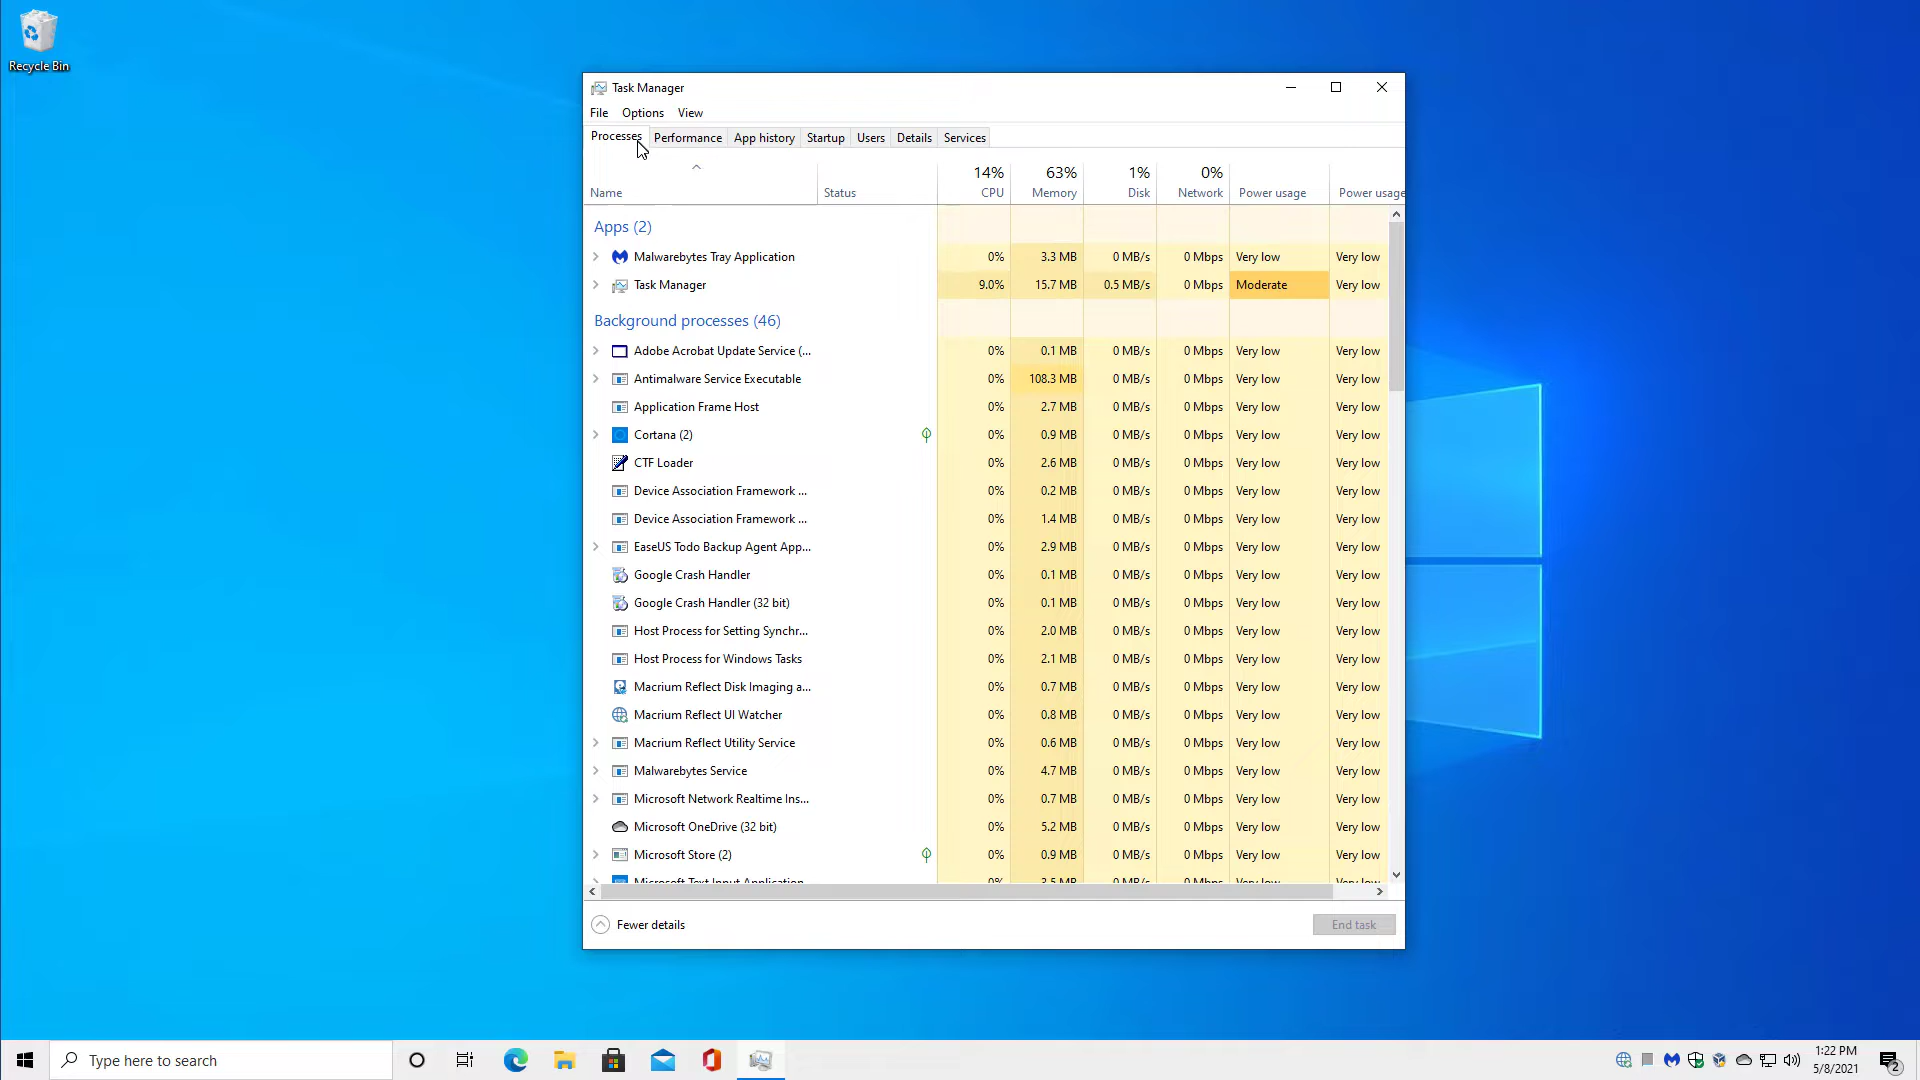 Recycle Bin
Task Manager
File Options View
Processes Performance App history Startup Users Details Services
14% 63% 1% 0%
Name Status CPU Memory Disk Network Power usage Power usage
Apps (2)
Malwarebytes Tray Application 0% 3.3 MB 0 MB/s 0 Mbps Very low Very low
Task Manager 9.0% 15.7 MB 0.5 MB/s 0 Mbps Moderate Very low
Background processes (46)
Adobe Acrobat Update Service (... 0% 0.1 MB 0 MB/s 0 Mbps Very low Very low
Antimalware Service Executable 0% 108.3 MB 0 MB/s 0 Mbps Very low Very low
Application Frame Host 0% 2.7 MB 0 MB/s 0 Mbps Very low Very low
Cortana (2) 0% 0.9 MB 0 MB/s 0 Mbps Very low Very low
CTF Loader 0% 2.6 MB 0 MB/s 0 Mbps Very low Very low
Device Association Framework ... 0% 0.2 MB 0 MB/s 0 Mbps Very low Very low
Device Association Framework ... 0% 1.4 MB 0 MB/s 0 Mbps Very low Very low
EaseUS Todo Backup Agent App... 0% 2.9 MB 0 MB/s 0 Mbps Very low Very low
Google Crash Handler 0% 0.1 MB 0 MB/s 0 Mbps Very low Very low
Google Crash Handler (32 bit) 0% 0.1 MB 0 MB/s 0 Mbps Very low Very low
Host Process for Setting Synchr... 0% 2.0 MB 0 MB/s 0 Mbps Very low Very low
Host Process for Windows Tasks 0% 2.1 MB 0 MB/s 0 Mbps Very low Very low
Macrium Reflect Disk Imaging a... 0% 0.7 MB 0 MB/s 0 Mbps Very low Very low
Macrium Reflect UI Watcher 0% 0.8 MB 0 MB/s 0 Mbps Very low Very low
Macrium Reflect Utility Service 0% 0.6 MB 0 MB/s 0 Mbps Very low Very low
Malwarebytes Service 0% 4.7 MB 0 MB/s 0 Mbps Very low Very low
Microsoft Network Realtime Ins... 0% 0.7 MB 0 MB/s 0 Mbps Very low Very low
Microsoft OneDrive (32 bit) 0% 5.2 MB 0 MB/s 0 Mbps Very low Very low
Microsoft Store (2) 0% 0.9 MB 0 MB/s 0 Mbps Very low Very low
Microsoft Text Input Application 0% 3.5 MB 0 MB/s 0 Mbps Very low Very low
Fewer details End task
Type here to search
1:22 PM
5/8/2021
2